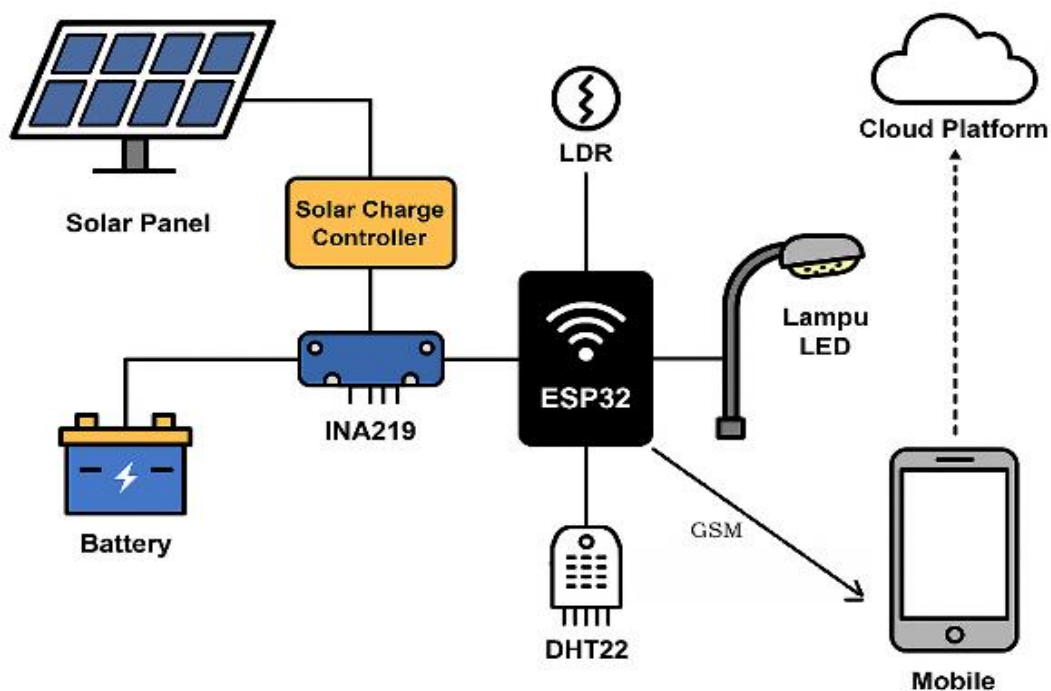 Solar Panel
Solar Charge
Controller
LDR
Cloud Platform
Lampu
LED
ESP32
INA219
Battery
GSM
DHT22
Mobile